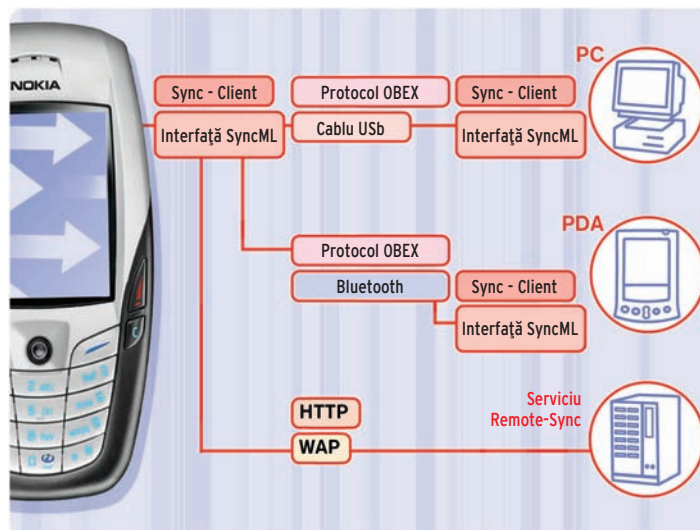 NOKIA
Sync - Client
Interfaţă SyncML
Protocol OBEX
Cablu USb
Sync - Client
Interfaţă SyncML
PC
Protocol OBEX
Bluetooth
Sync - Client
Interfaţă SyncML
PDA
HTTP
WAP
Serviciu
Remote-Sync